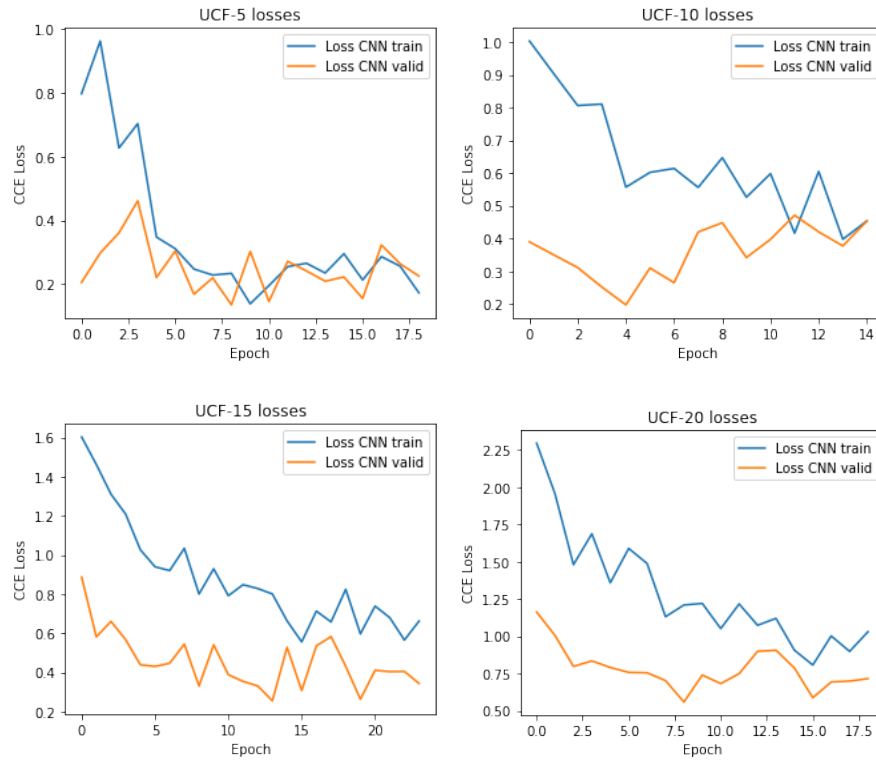 UCF-5 losses
1.0
0.8
0.6
0.4
0.2
CCE Loss
Loss CNN train
Loss CNN valid
0.0 2.5 5.0 7.5 10.0 12.5 15.0 17.5
Epoch
UCF-10 losses
1.0
0.9
0.8
0.7
0.6
0.5
0.4
0.3
0.2
CCE Loss
Loss CNN train
Loss CNN valid
0 2 4 6 8 10 12 14
Epoch
UCF-15 losses
1.6
1.4
1.2
1.0
0.8
0.6
0.4
0.2
CCE Loss
Loss CNN train
Loss CNN valid
0 5 10 15 20
Epoch
UCF-20 losses
2.25
2.00
1.75
1.50
1.25
1.00
0.75
0.50
CCE Loss
Loss CNN train
Loss CNN valid
0.0 2.5 5.0 7.5 10.0 12.5 15.0 17.5
Epoch